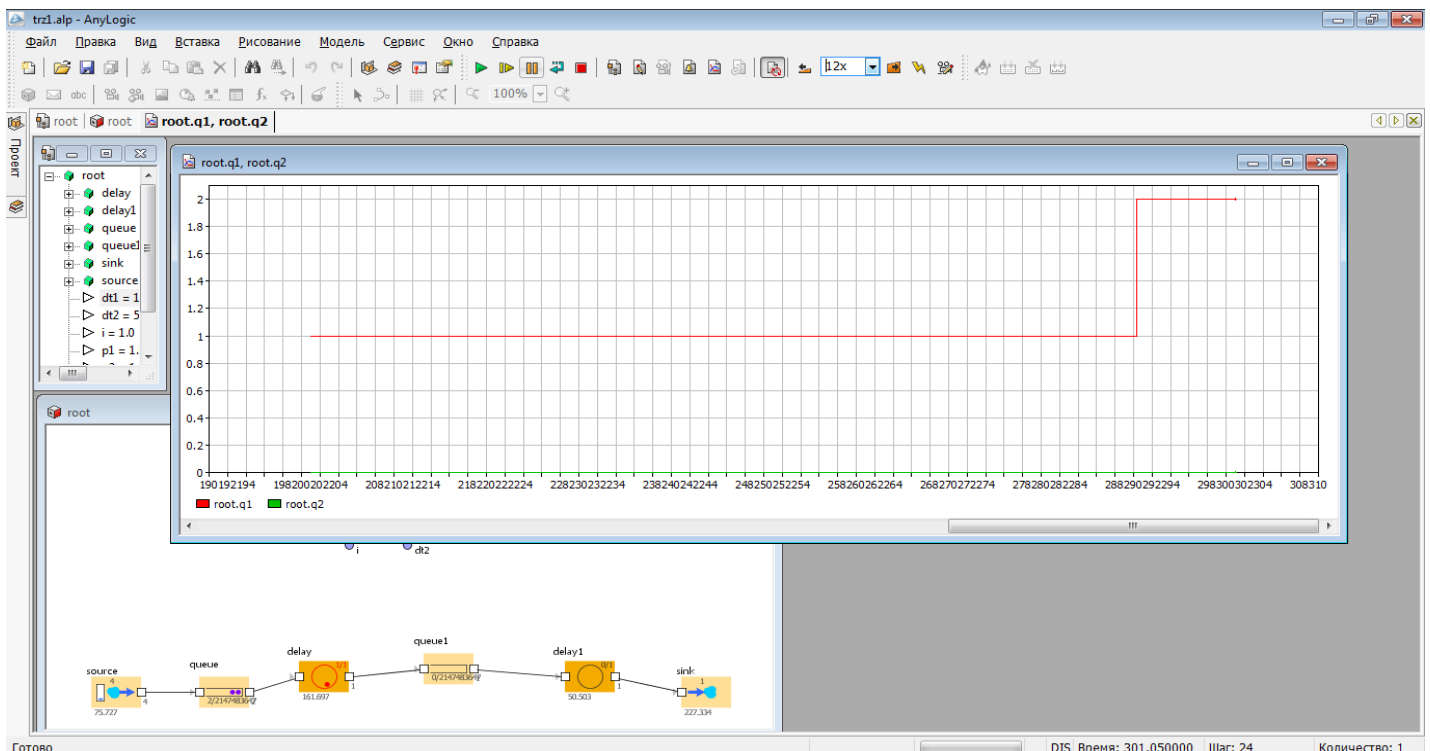 trz1.alp - AnyLogic
Файл Правка Вид Вставка Рисование Модель Сервис Окно Справка
12x
abc 100%
root root root.q1, root.q2
Проект
root
delay
delay1
queue
queue1
sink
source
dt1 = 1
dt2 = 5
i = 1.0
p1 = 1.
root.q1, root.q2
2
1.8
1.6
1.4
1.2
1
0.8
0.6
0.4
0.2
0
190192194 198200202204 208210212214 218220222224 228230232234 238240242244 248250252254 258260262264 268270272274 278280282284 288290292294 298300302304 308310
root.q1 root.q2
root
i dt2
source
4
4
75.727
queue
2/2147483647
delay
1/1
1
161.697
queue1
0/2147483647
delay1
0/1
1
50.503
sink
1
227.334
Готово DIS Время: 301.050000 Шаг: 24 Количество: 1